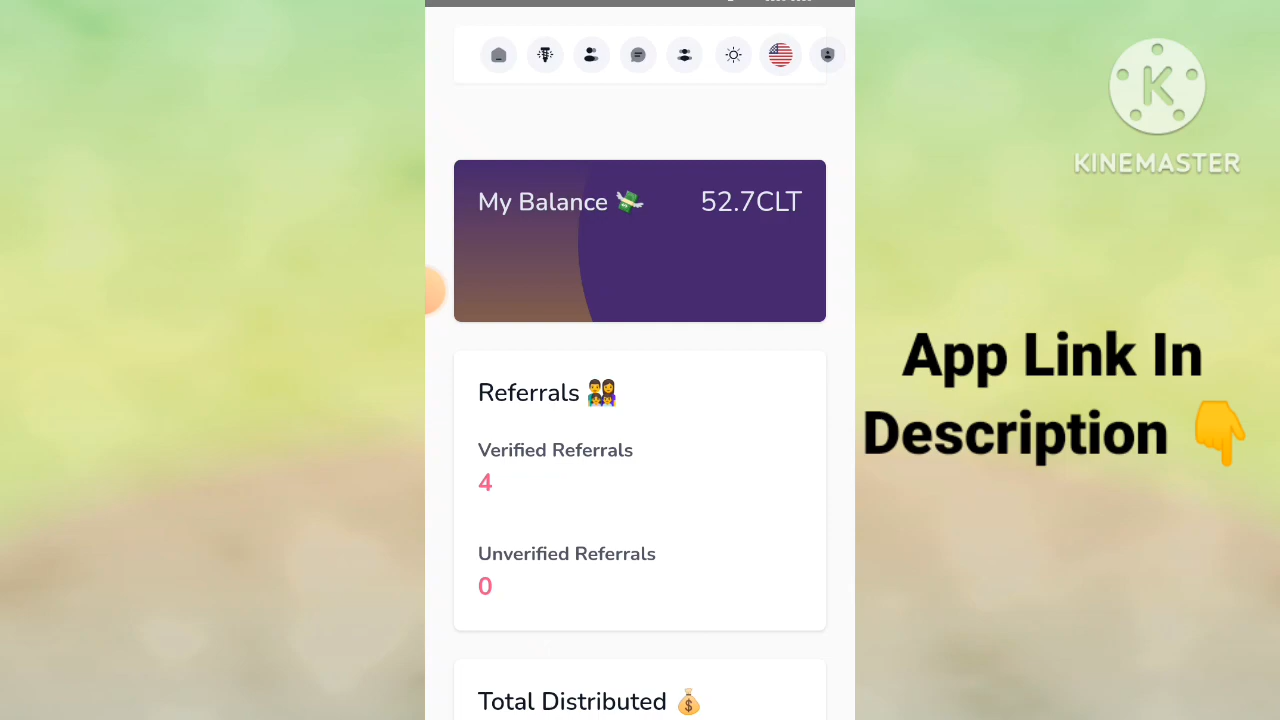 My Balance 💸 52.7CLT
Referrals 👨‍👩‍👧‍👦
Verified Referrals
4
Unverified Referrals
0
Total Distributed 💰
K
KINEMASTER
App Link In
Description 👇